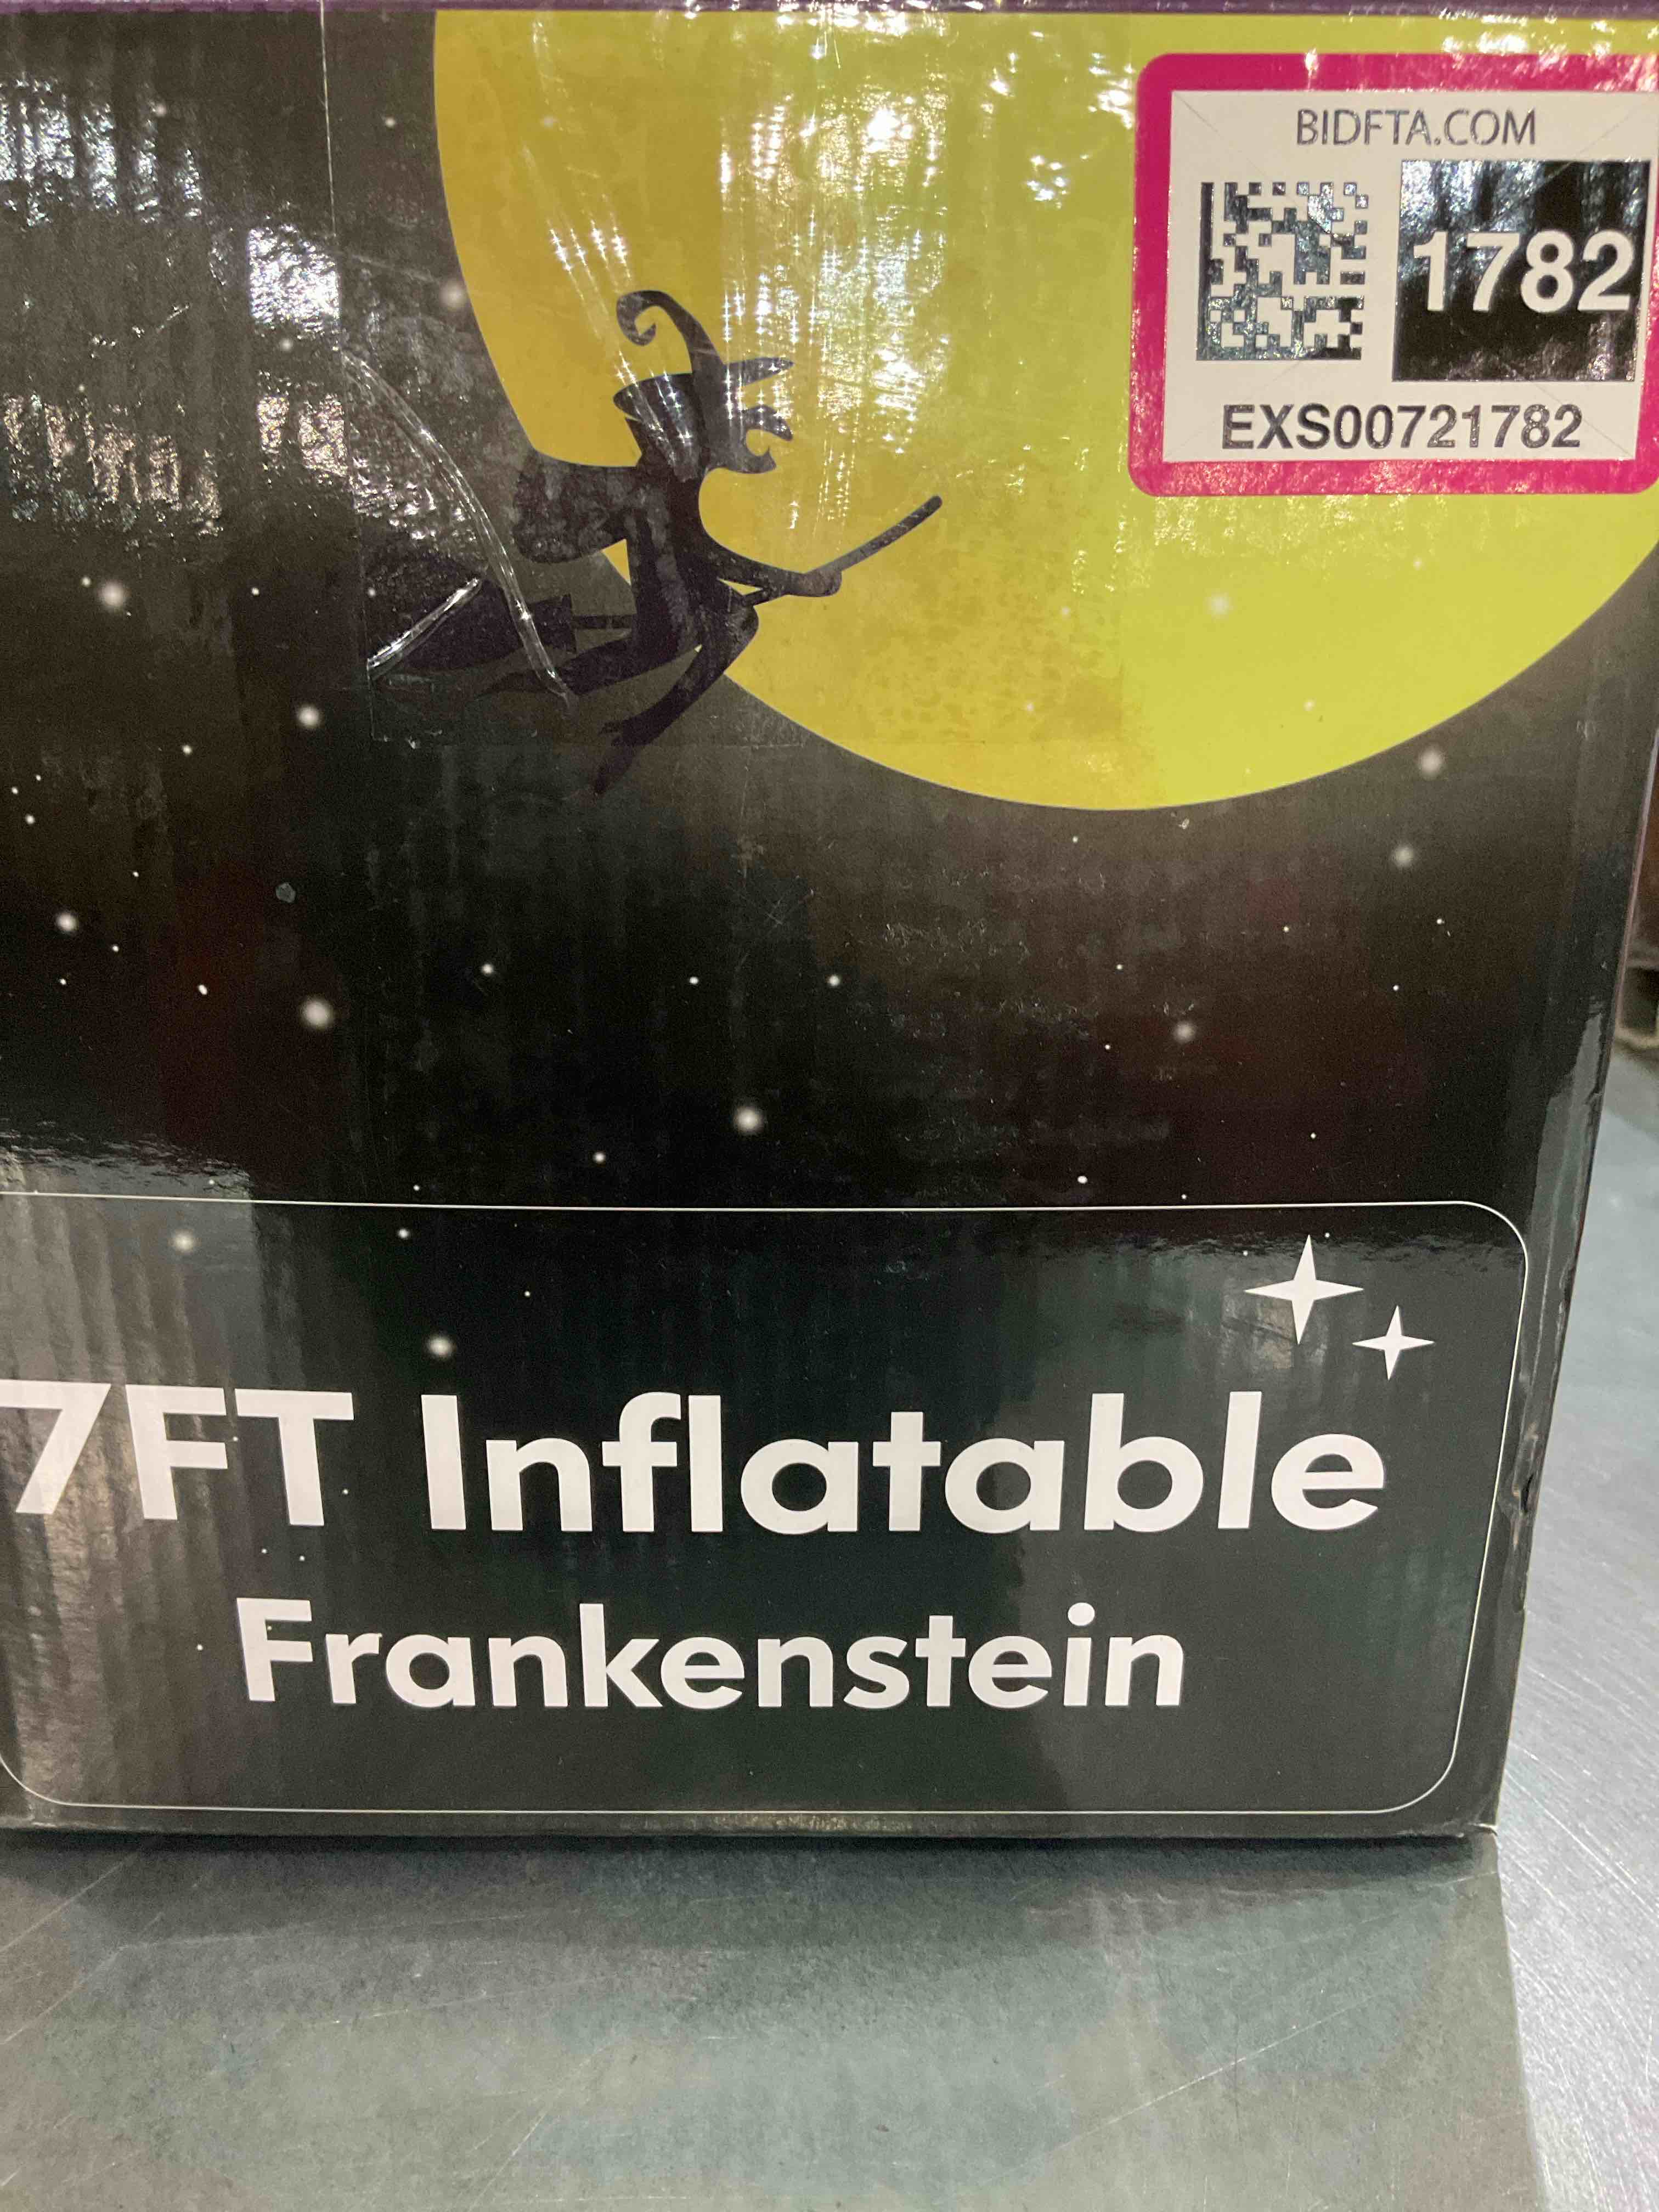 BIDFTA.COM
1782
EXS00721782
7FT Inflatable
Frankenstein